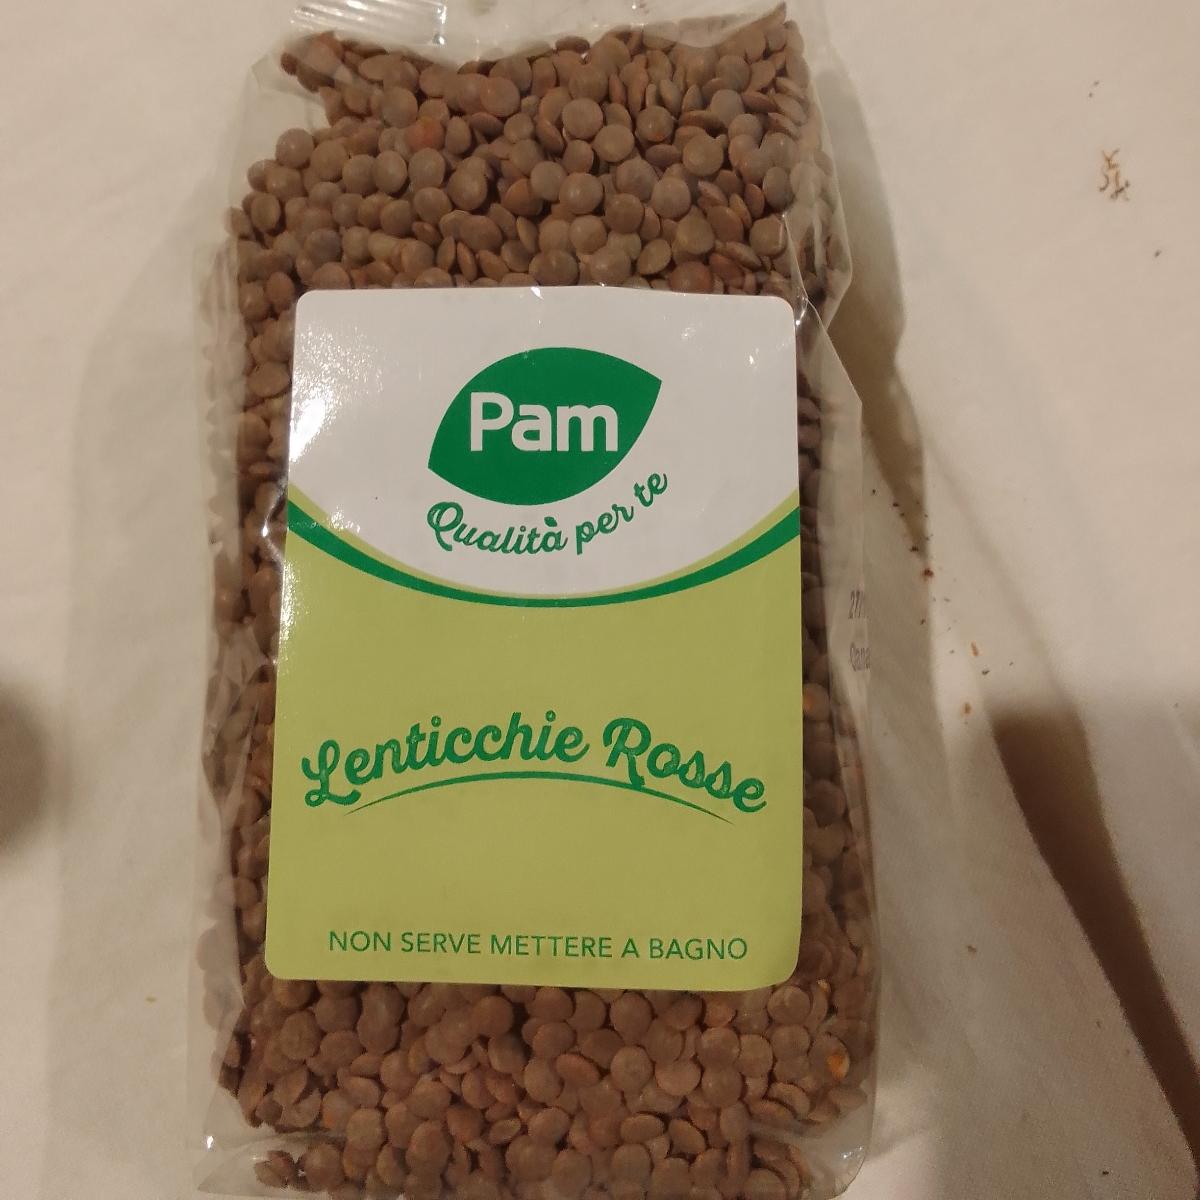 Pam
Qualità per te
Lenticchie Rosse
NON SERVE METTERE A BAGNO